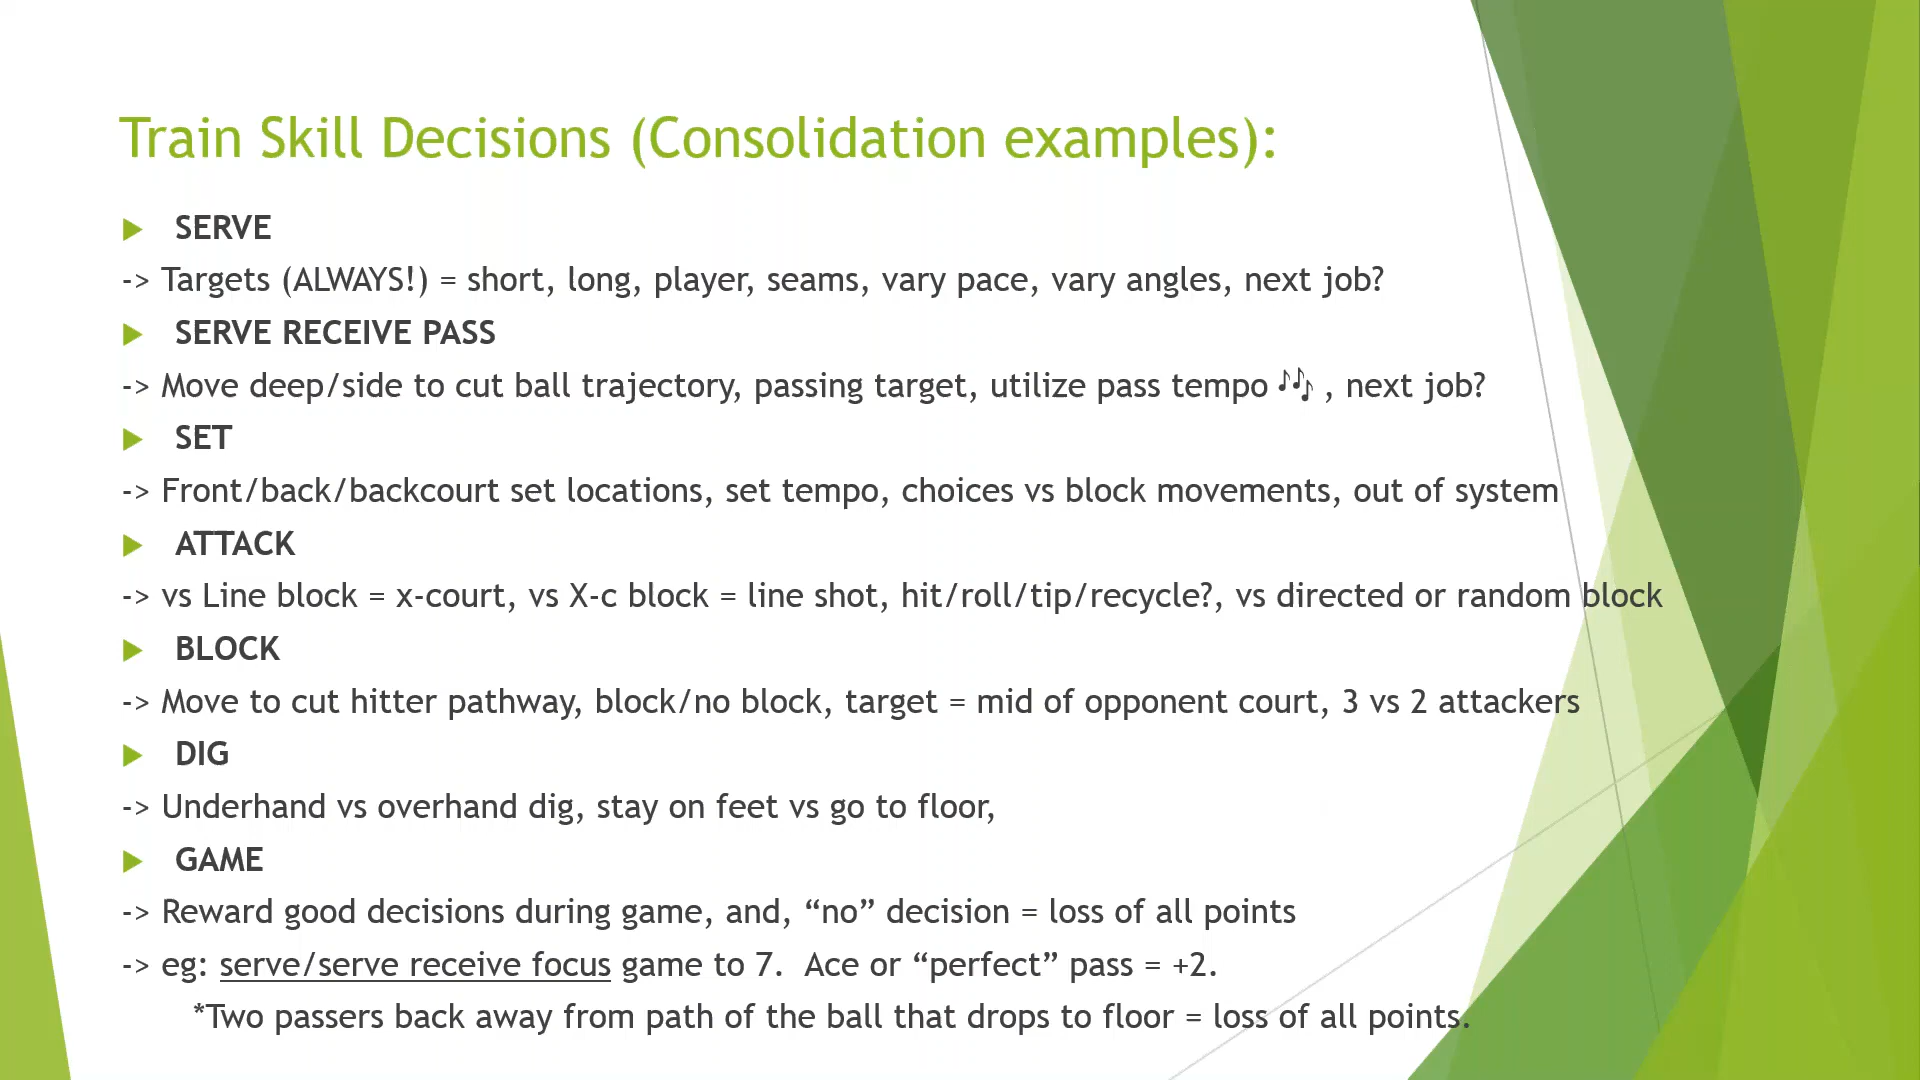 Train Skill Decisions (Consolidation examples):
SERVE
-> Targets (ALWAYS!) = short, long, player, seams, vary pace, vary angles, next job?
SERVE RECEIVE PASS
-> Move deep/side to cut ball trajectory, passing target, utilize pass tempo 🎶 , next job?
SET
-> Front/back/backcourt set locations, set tempo, choices vs block movements, out of system
ATTACK
-> vs Line block = x-court, vs X-c block = line shot, hit/roll/tip/recycle?, vs directed or random block
BLOCK
-> Move to cut hitter pathway, block/no block, target = mid of opponent court, 3 vs 2 attackers
DIG
-> Underhand vs overhand dig, stay on feet vs go to floor,
GAME
-> Reward good decisions during game, and, “no” decision = loss of all points
-> eg: serve/serve receive focus game to 7.  Ace or “perfect” pass = +2.
*Two passers back away from path of the ball that drops to floor = loss of all points.